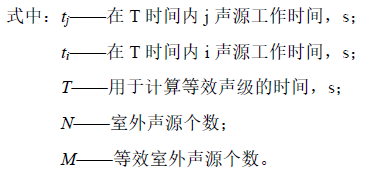 式中：tj——在 T 时间内 j 声源工作时间，s；
ti——在 T 时间内 i 声源工作时间，s；
T——用于计算等效声级的时间，s；
N——室外声源个数；
M——等效室外声源个数。